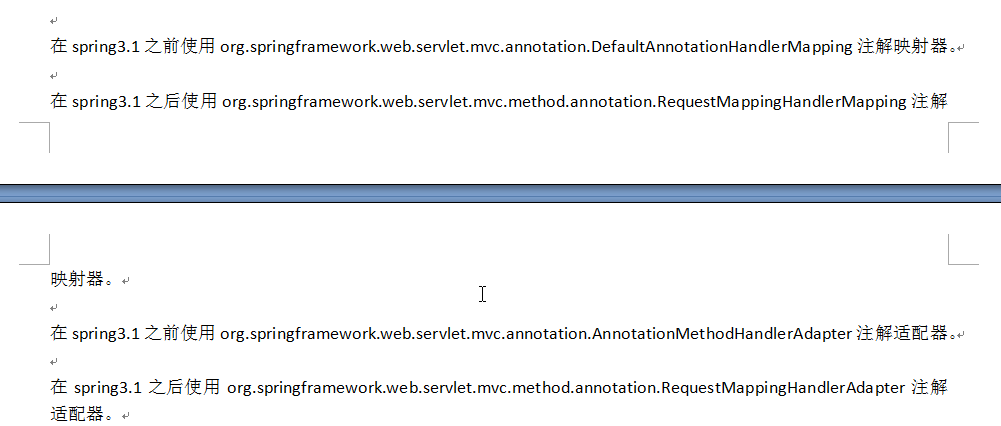 在 spring3.1 之前使用 org.springframework.web.servlet.mvc.annotation.DefaultAnnotationHandlerMapping 注解映射器。
在 spring3.1 之后使用 org.springframework.web.servlet.mvc.method.annotation.RequestMappingHandlerMapping 注解
映射器。
在 spring3.1 之前使用 org.springframework.web.servlet.mvc.annotation.AnnotationMethodHandlerAdapter 注解适配器。
在 spring3.1 之后使用 org.springframework.web.servlet.mvc.method.annotation.RequestMappingHandlerAdapter 注解
适配器。